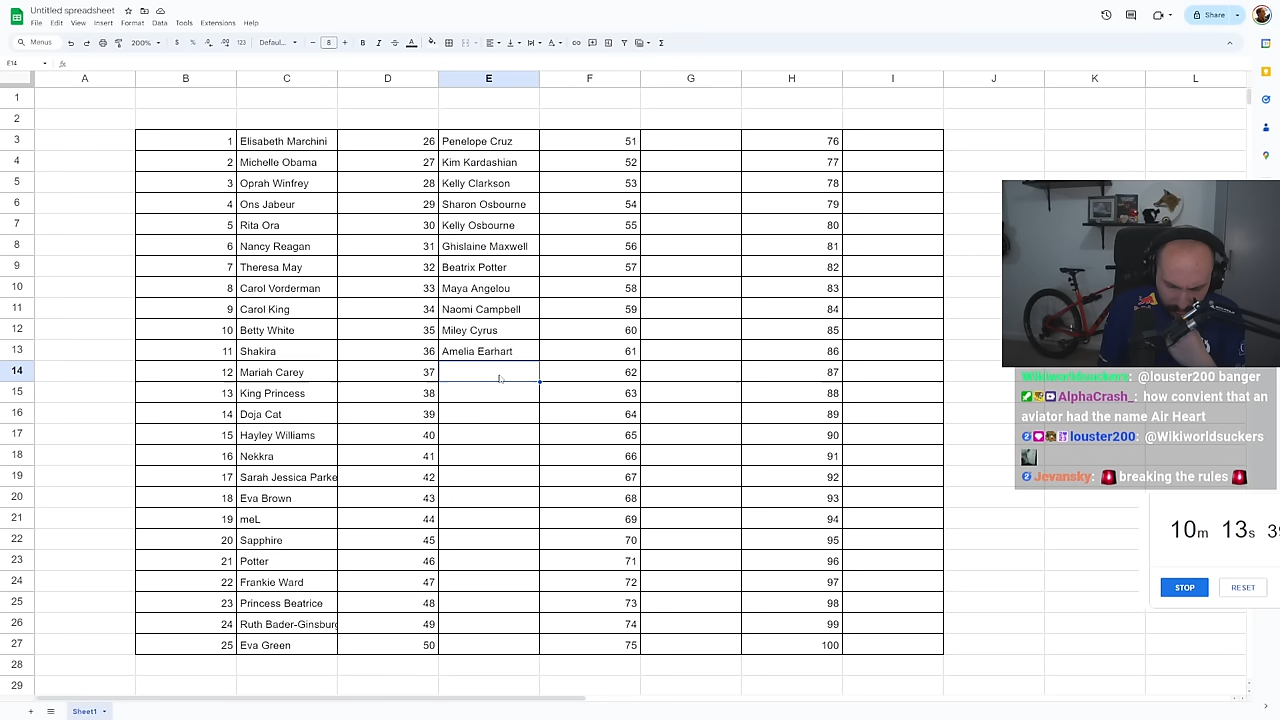 Untitled spreadsheet
File Edit View Insert Format Data Tools Extensions Help
Share
Menus 200% $ % .0 .00 123 Defaul... 8 B I S A
E14 fx
A B C D E F G H I J K L
1
2
3 1 Elisabeth Marchini 26 Penelope Cruz 51 76
4 2 Michelle Obama 27 Kim Kardashian 52 77
5 3 Oprah Winfrey 28 Kelly Clarkson 53 78
6 4 Ons Jabeur 29 Sharon Osbourne 54 79
7 5 Rita Ora 30 Kelly Osbourne 55 80
8 6 Nancy Reagan 31 Ghislaine Maxwell 56 81
9 7 Theresa May 32 Beatrix Potter 57 82
10 8 Carol Vorderman 33 Maya Angelou 58 83
11 9 Carol King 34 Naomi Campbell 59 84
12 10 Betty White 35 Miley Cyrus 60 85
13 11 Shakira 36 Amelia Earhart 61 86
14 12 Mariah Carey 37 62 87
15 13 King Princess 38 63 88
16 14 Doja Cat 39 64 89
17 15 Hayley Williams 40 65 90
18 16 Nekkra 41 66 91
19 17 Sarah Jessica Parke 42 67 92
20 18 Eva Brown 43 68 93
21 19 meL 44 69 94
22 20 Sapphire 45 70 95
23 21 Potter 46 71 96
24 22 Frankie Ward 47 72 97
25 23 Princess Beatrice 48 73 98
26 24 Ruth Bader-Ginsburg 49 74 99
27 25 Eva Green 50 75 100
28
29
Wikiworldsuckers: @louster200 banger
AlphaCrash_: how convient that an
aviator had the name Air Heart
louster200: @Wikiworldsuckers
Jevansky: 🚨 breaking the rules 🚨
10m 13s 3
STOP RESET
Sheet1